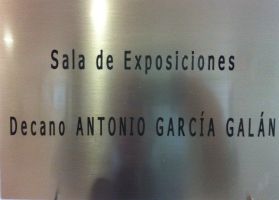 Sala de Exposiciones
Decano ANTONIO GARCÍA GALÁN